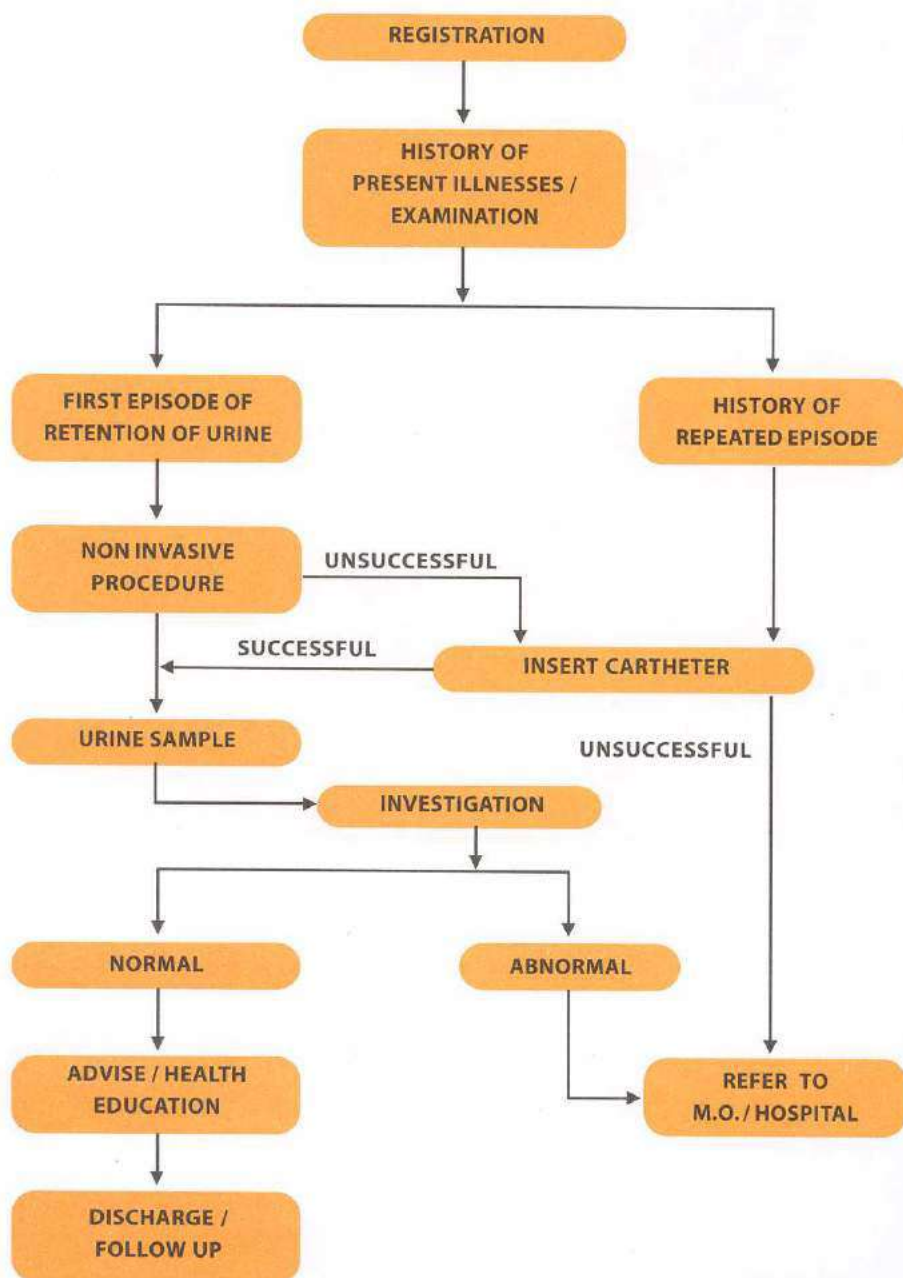 REGISTRATION
HISTORY OF
PRESENT ILLNESSES /
EXAMINATION
FIRST EPISODE OF
RETENTION OF URINE
HISTORY OF
REPEATED EPISODE
NON INVASIVE
PROCEDURE
UNSUCCESSFUL
SUCCESSFUL
INSERT CARTHETER
URINE SAMPLE
UNSUCCESSFUL
INVESTIGATION
NORMAL
ABNORMAL
ADVISE / HEALTH
EDUCATION
REFER TO
M.O. / HOSPITAL
DISCHARGE /
FOLLOW UP